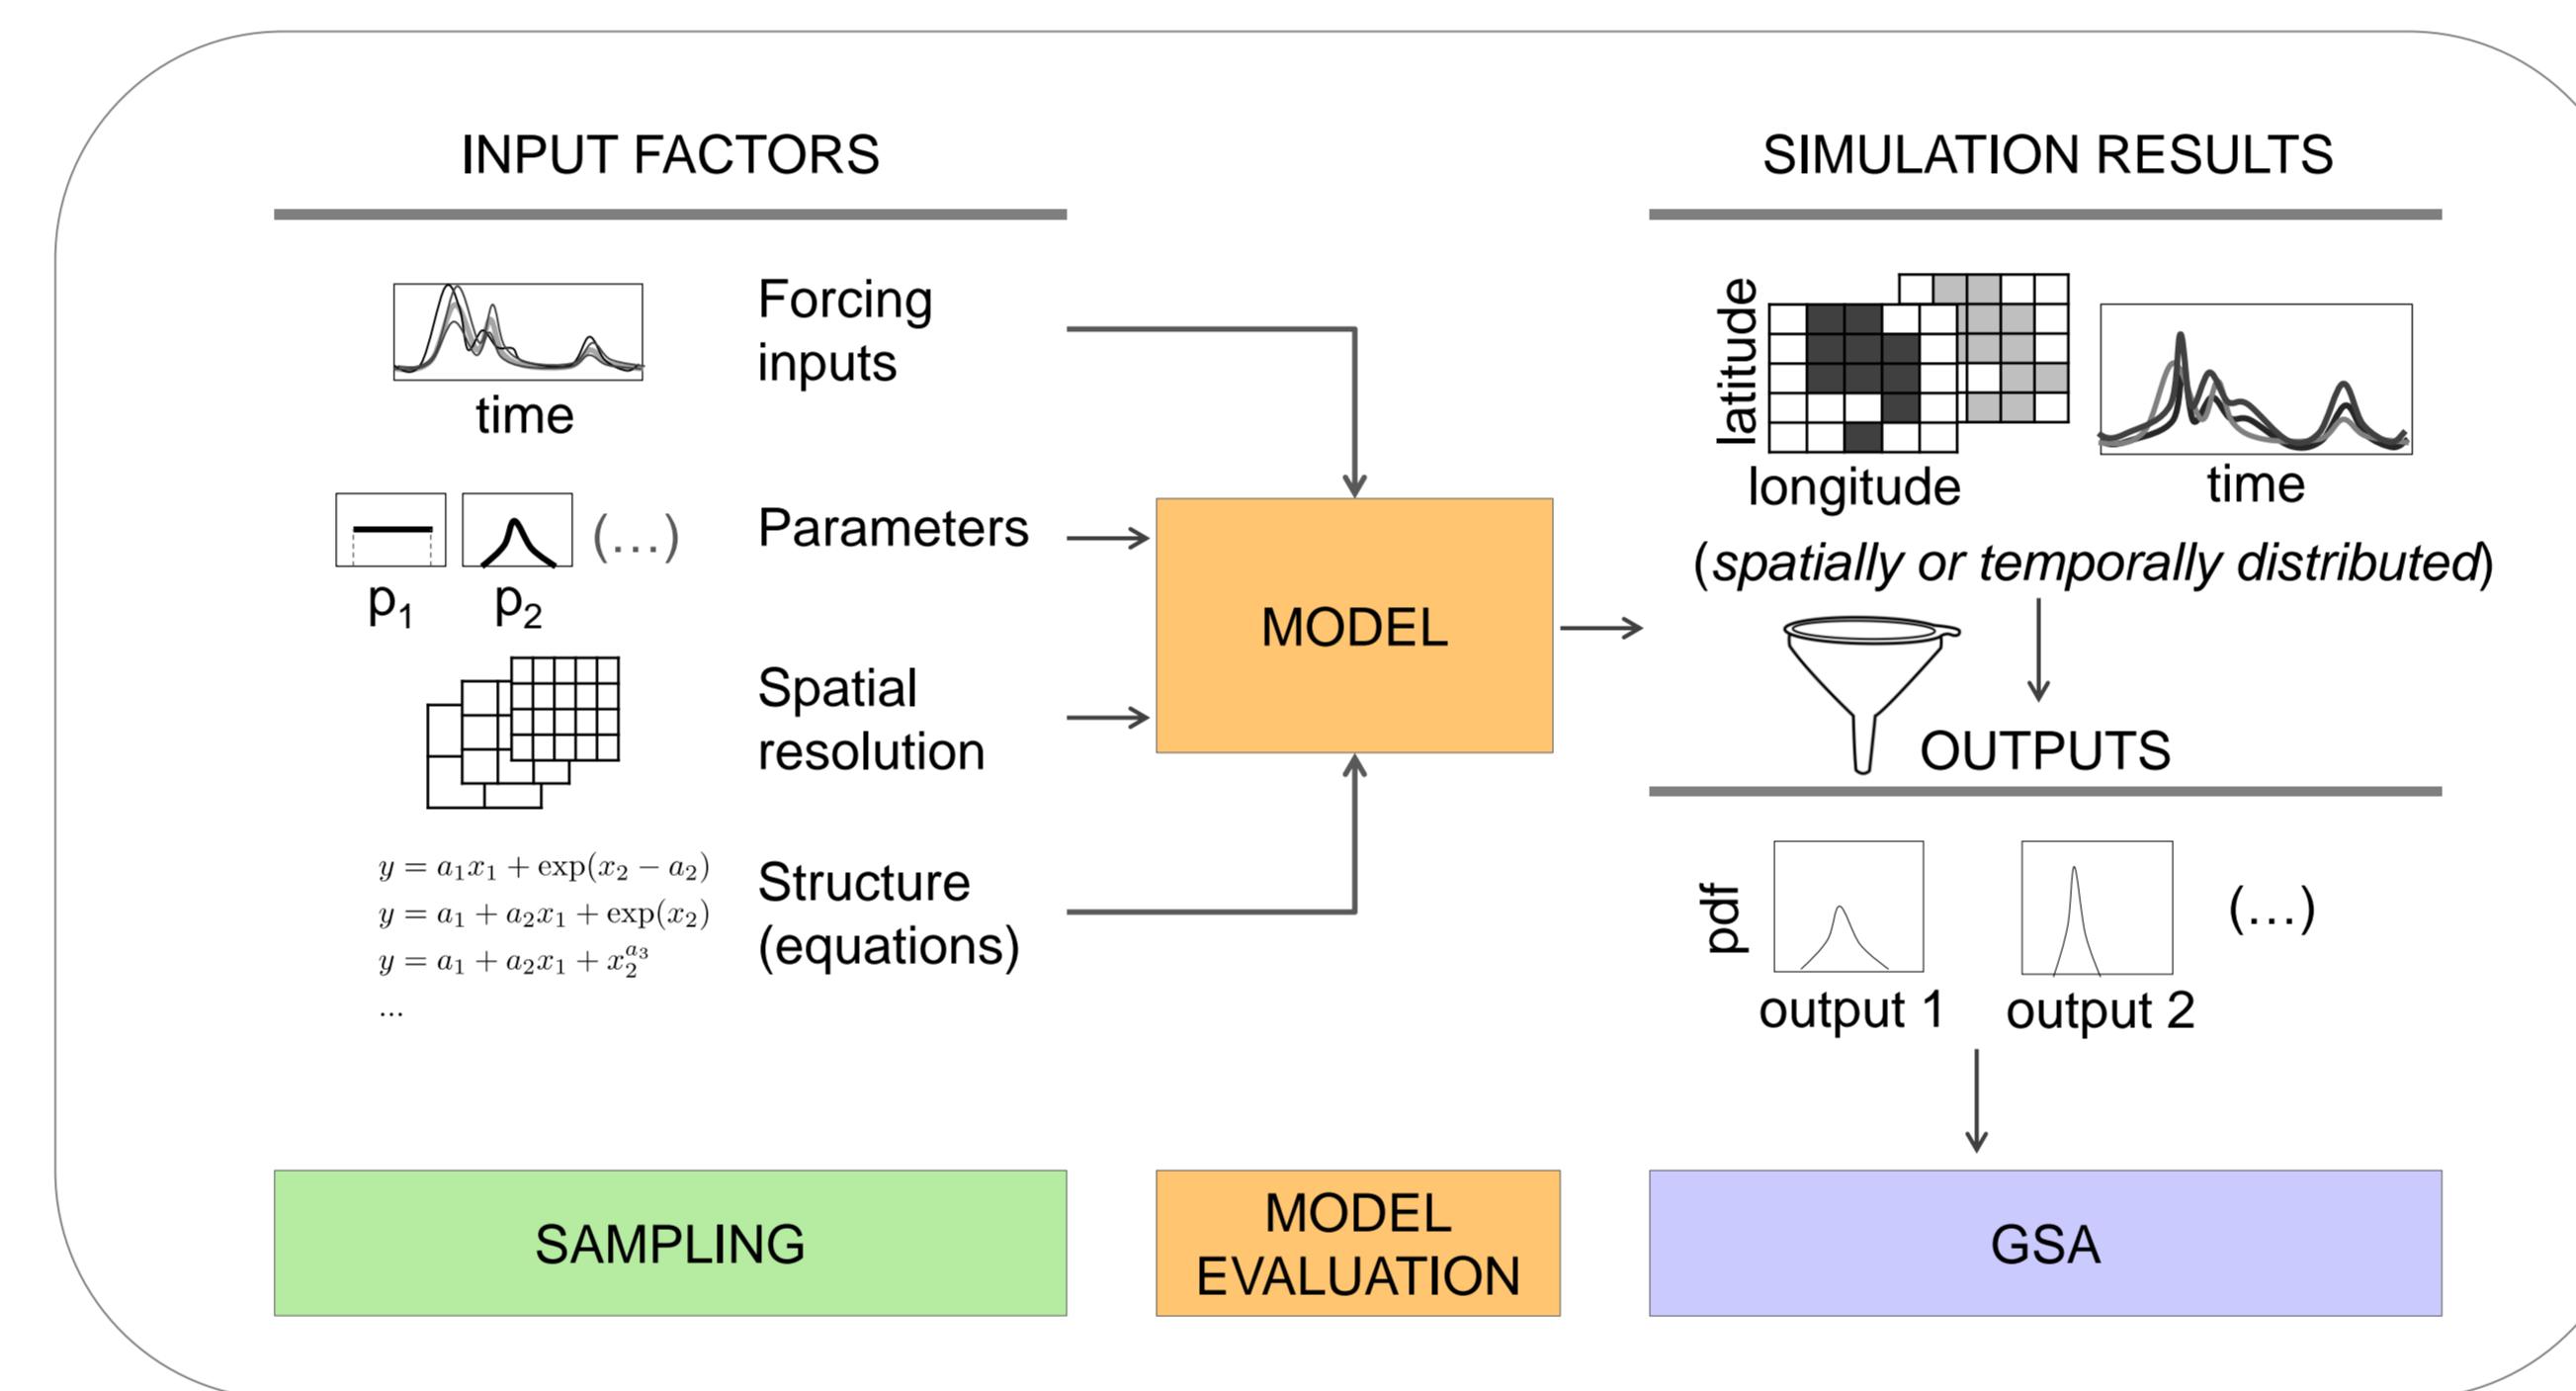 INPUT FACTORS
time
Forcing
inputs
p1
p2
(...)
Parameters
Spatial
resolution
y = a1x1 + exp(x2 − a2)
y = a1 + a2x1 + exp(x2)
y = a1 + a2x1 + x2^a3
...
Structure
(equations)
MODEL
SIMULATION RESULTS
latitude
longitude
time
(spatially or temporally distributed)
OUTPUTS
pdf
output 1
output 2
(...)
SAMPLING
MODEL
EVALUATION
GSA